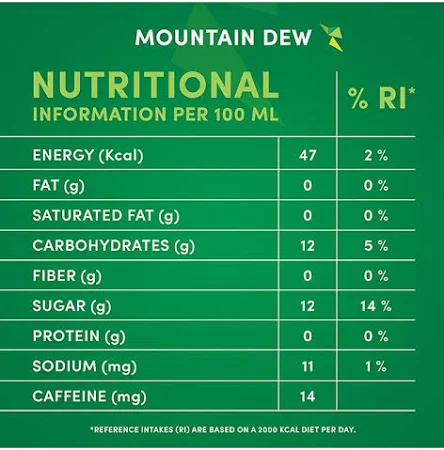 MOUNTAIN DEW
NUTRITIONAL
INFORMATION PER 100 ML
% RI*
ENERGY (Kcal) 47 2 %
FAT (g) 0 0 %
SATURATED FAT (g) 0 0 %
CARBOHYDRATES (g) 12 5 %
FIBER (g) 0 0 %
SUGAR (g) 12 14 %
PROTEIN (g) 0 0 %
SODIUM (mg) 11 1 %
CAFFEINE (mg) 14
*REFERENCE INTAKES (RI) ARE BASED ON A 2000 KCAL DIET PER DAY.